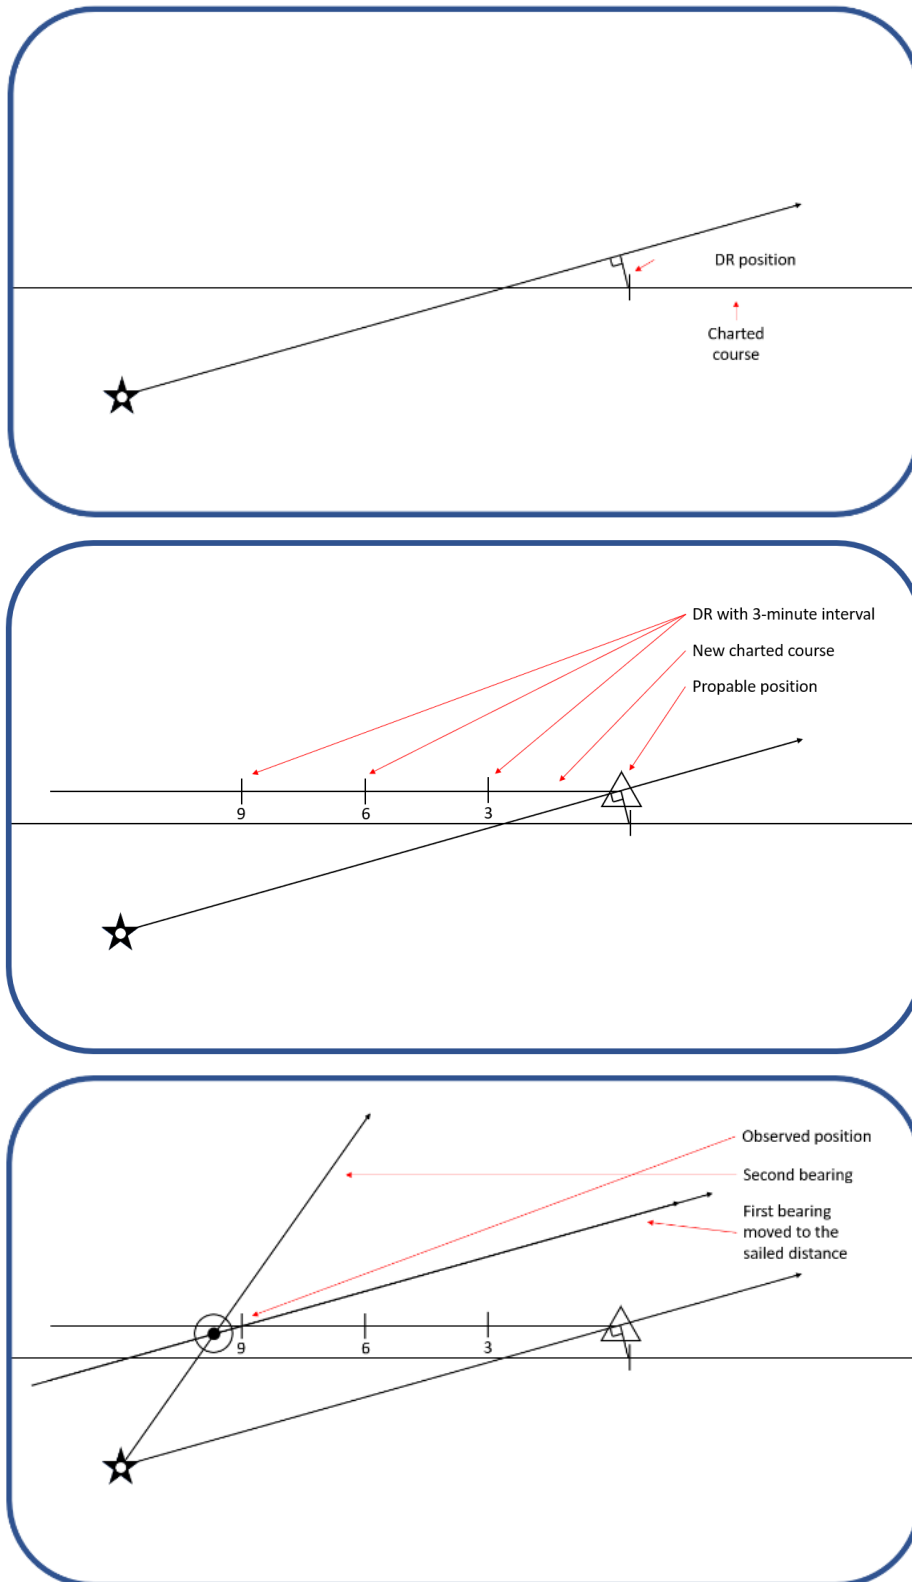 DR position
Charted
course
DR with 3-minute interval
New charted course
Propable position
9
6
3
Observed position
Second bearing
First bearing
moved to the
sailed distance
9
6
3